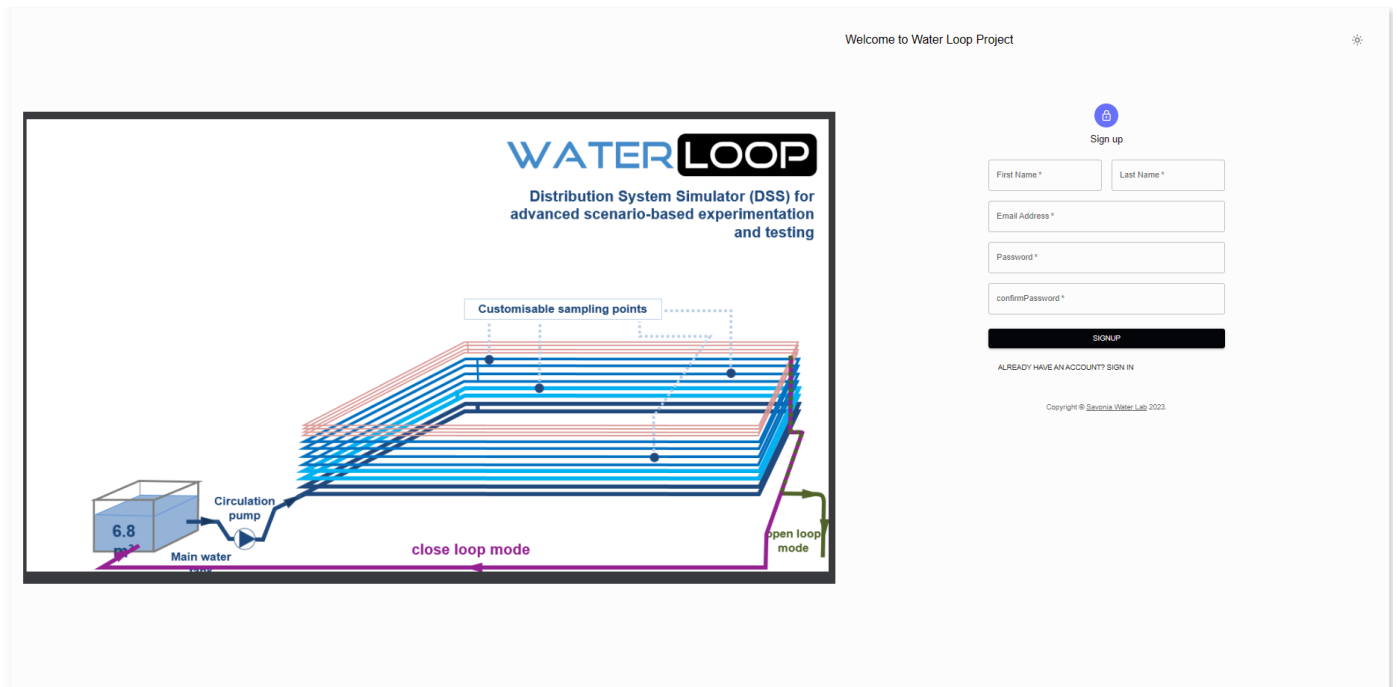 Welcome to Water Loop Project
WATERLOOP
Distribution System Simulator (DSS) for
advanced scenario-based experimentation
and testing
Customisable sampling points
Circulation
pump
6.8
m³
Main water
tank
close loop mode
open loop
mode
Sign up
First Name *
Last Name *
Email Address *
Password *
confirmPassword *
SIGNUP
ALREADY HAVE AN ACCOUNT? SIGN IN
Copyright © Savonia Water Lab 2023.